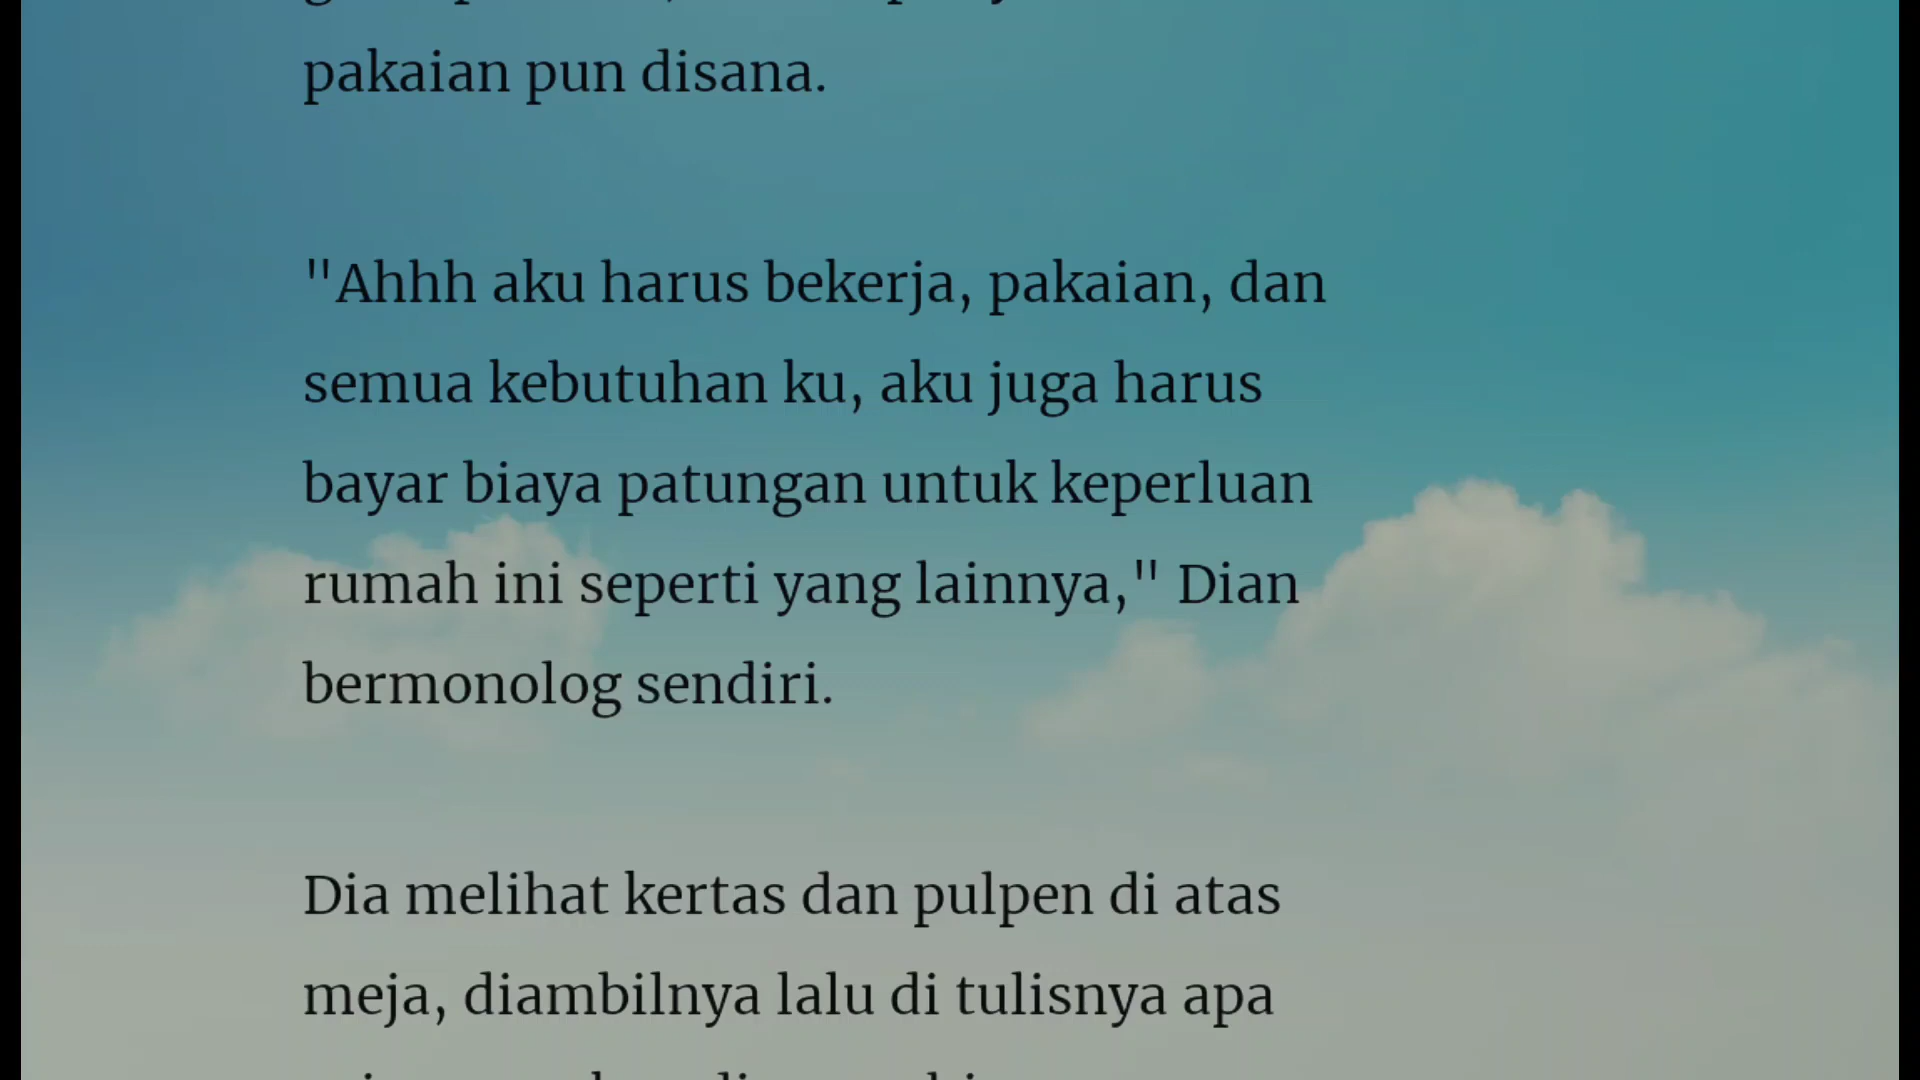 pakaian pun disana.
"Ahhh aku harus bekerja, pakaian, dan
semua kebutuhan ku, aku juga harus
bayar biaya patungan untuk keperluan
rumah ini seperti yang lainnya," Dian
bermonolog sendiri.
Dia melihat kertas dan pulpen di atas
meja, diambilnya lalu di tulisnya apa